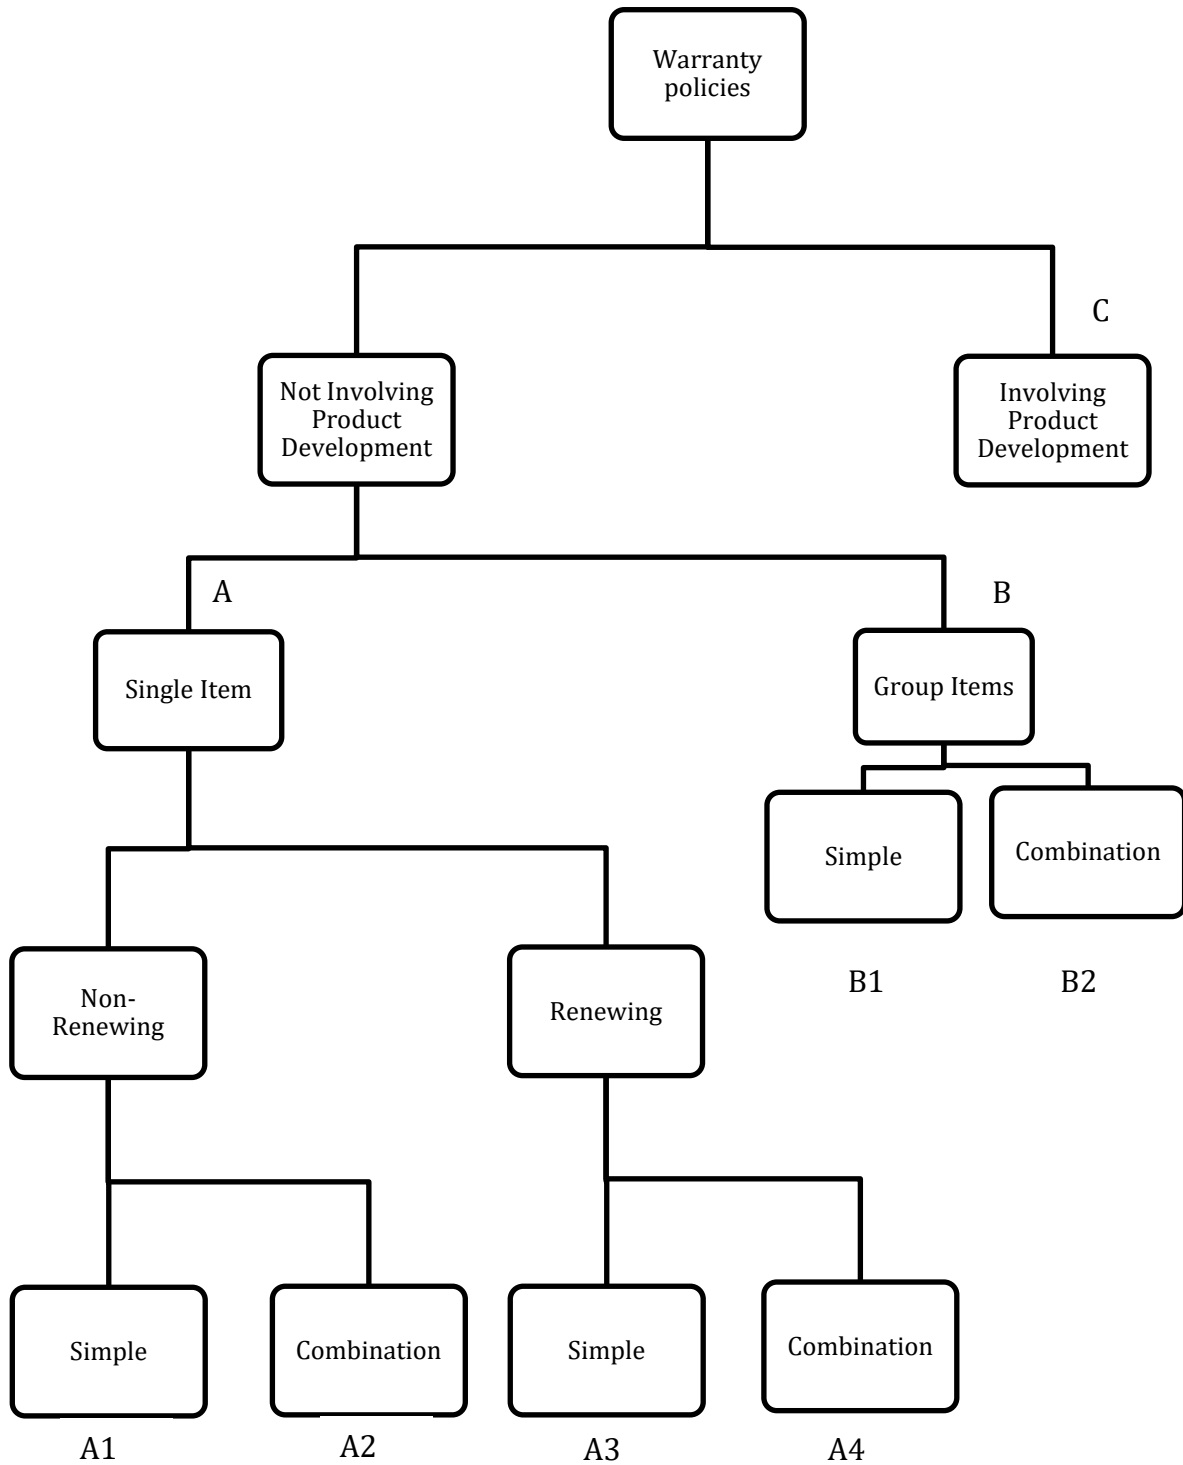 Warranty
policies
C
Not Involving
Product
Development
Involving
Product
Development
A
B
Single Item
Group Items
Simple
Combination
B1
B2
Non-
Renewing
Renewing
Simple
Combination
Simple
Combination
A1
A2
A3
A4